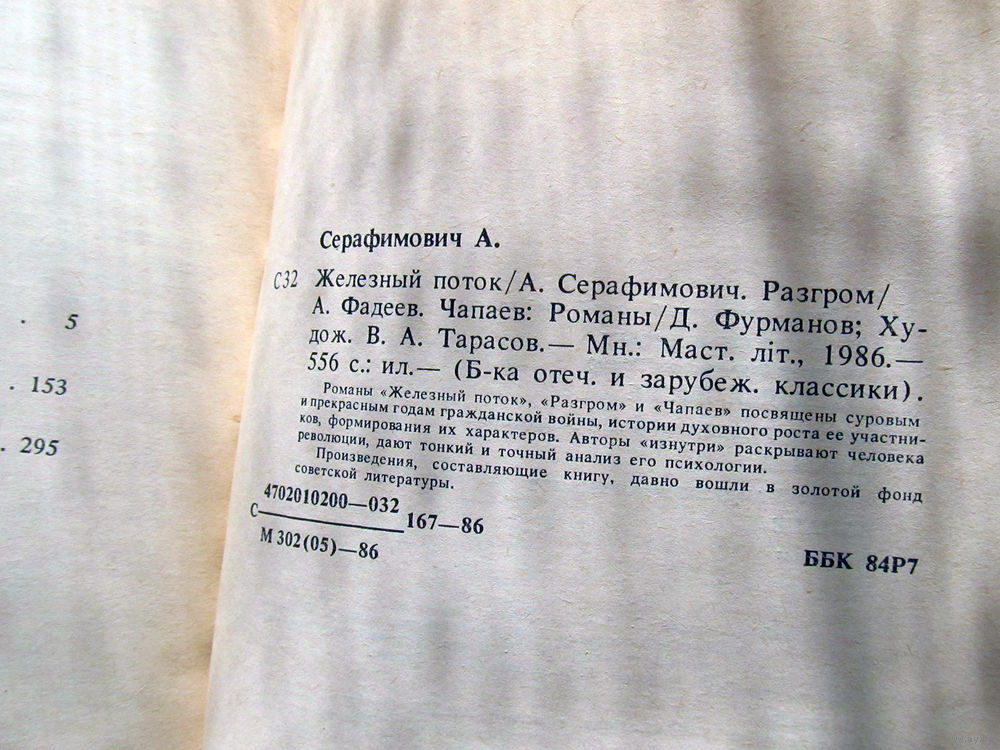 . 5
. 153
. 295
Серафимович А.
С32 Железный поток/А. Серафимович. Разгром/
А. Фадеев. Чапаев: Романы/Д. Фурманов; Ху-
дож. В. А. Тарасов.— Мн.: Маст. літ., 1986.—
556 с.: ил.— (Б-ка отеч. и зарубеж. классики).
Романы «Железный поток», «Разгром» и «Чапаев» посвящены суровым
и прекрасным годам гражданской войны, истории духовного роста ее участни-
ков, формирования их характеров. Авторы «изнутри» раскрывают человека
революции, дают тонкий и точный анализ его психологии.
Произведения, составляющие книгу, давно вошли в золотой фонд
советской литературы.
4702010200—032
С 167—86
М 302(05)—86
ББК 84Р7